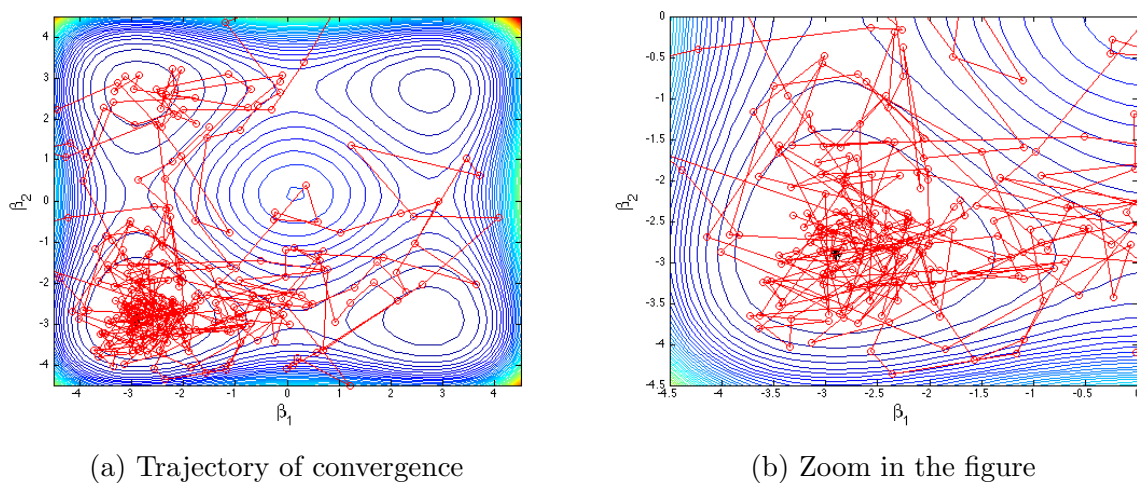 4
3
2
1
0
-1
-2
-3
-4
β2
-4 -3 -2 -1 0 1 2 3 4
β1
(a) Trajectory of convergence
0
-0.5
-1
-1.5
-2
-2.5
-3
-3.5
-4
-4.5
β2
-4.5 -4 -3.5 -3 -2.5 -2 -1.5 -1 -0.5 0
β1
(b) Zoom in the figure